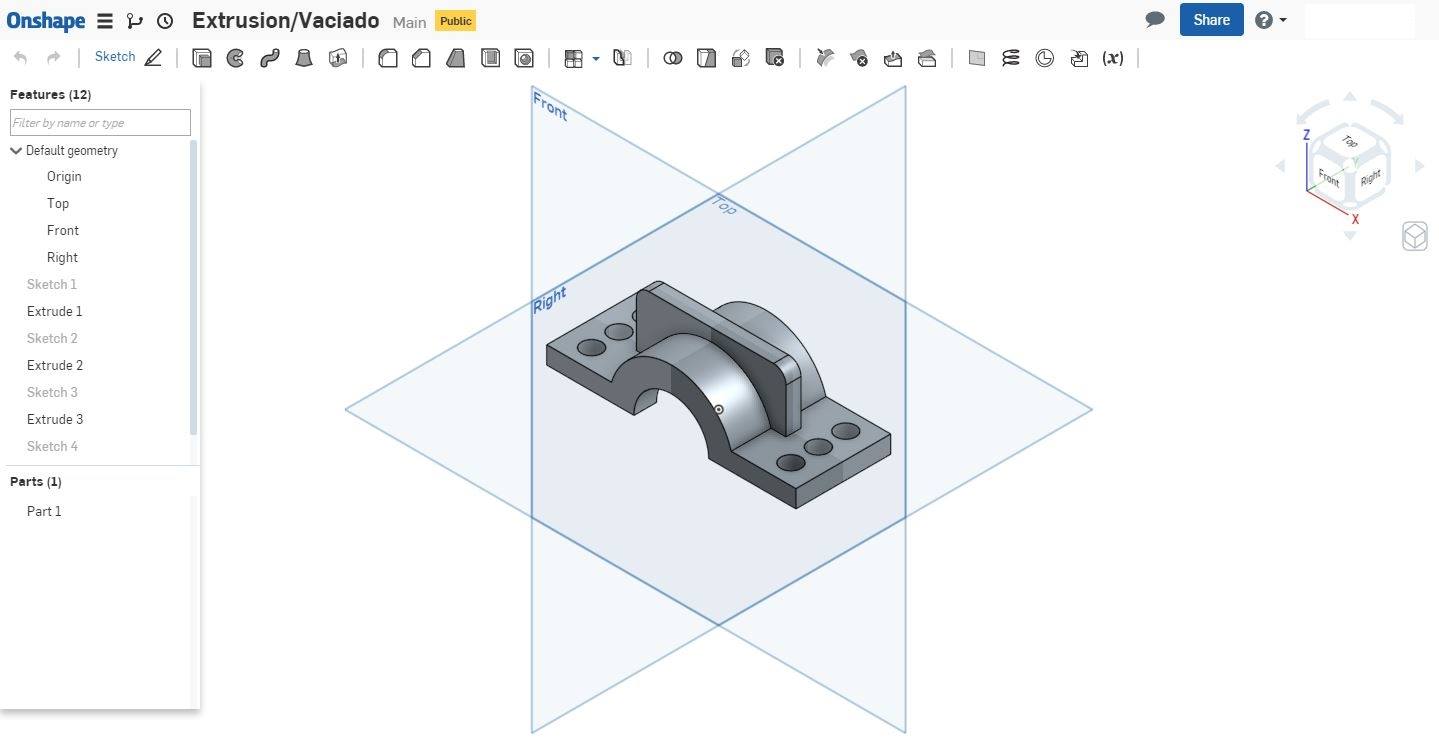 Onshape Extrusion/Vaciado Main Public Share
Sketch (x)
Features (12)
Filter by name or type
Default geometry
Origin
Top
Front
Right
Sketch 1
Extrude 1
Sketch 2
Extrude 2
Sketch 3
Extrude 3
Sketch 4
Parts (1)
Part 1
Front
Top
Right
Z
Top
Y
Front Right
X